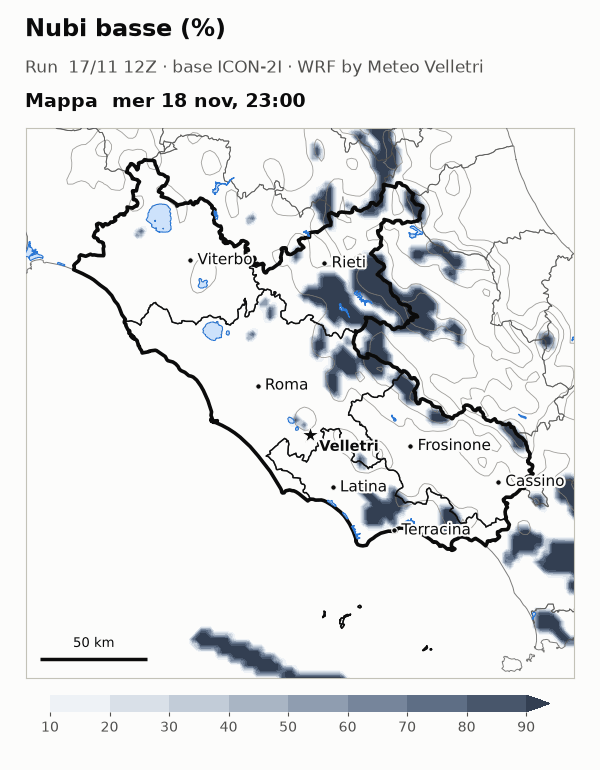 Nubi basse (%)
Run 17/11 12Z · base ICON-2I · WRF by Meteo Velletri
Mappa mer 18 nov, 23:00
Viterbo
Rieti
Roma
Velletri
Frosinone
Latina
Cassino
Terracina
50 km
10 20 30 40 50 60 70 80 90